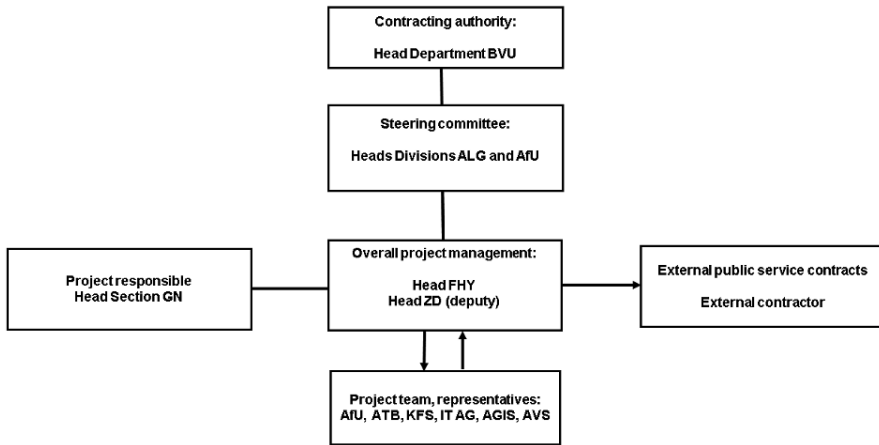 Contracting authority:
Head Department BVU
Steering committee:
Heads Divisions ALG and AfU
Overall project management:
Head FHY
Head ZD (deputy)
Project responsible
Head Section GN
External public service contracts
External contractor
Project team, representatives:
AfU, ATB, KFS, IT AG, AGIS, AVS